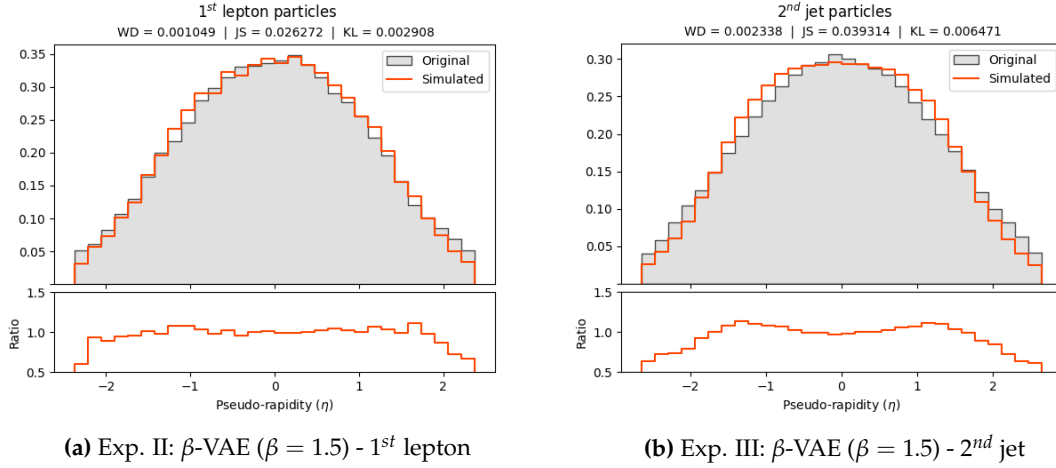 1st lepton particles
WD = 0.001049 | JS = 0.026272 | KL = 0.002908
0.35
0.30
0.25
0.20
0.15
0.10
0.05
Original
Simulated
1.5
1.0
0.5
Ratio
−2 −1 0 1 2
Pseudo-rapidity (η)
(a) Exp. II: β-VAE (β = 1.5) - 1st lepton
2nd jet particles
WD = 0.002338 | JS = 0.039314 | KL = 0.006471
0.30
0.25
0.20
0.15
0.10
0.05
Original
Simulated
1.5
1.0
0.5
Ratio
−2 −1 0 1 2
Pseudo-rapidity (η)
(b) Exp. III: β-VAE (β = 1.5) - 2nd jet